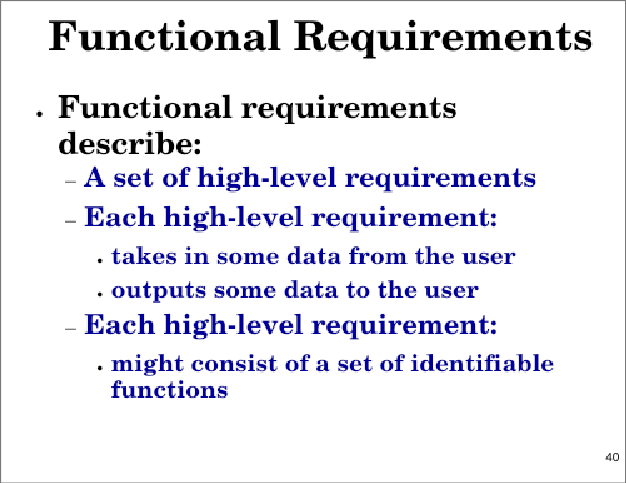 Functional Requirements
• Functional requirements
describe:
– A set of high-level requirements
– Each high-level requirement:
• takes in some data from the user
• outputs some data to the user
– Each high-level requirement:
• might consist of a set of identifiable
functions
40